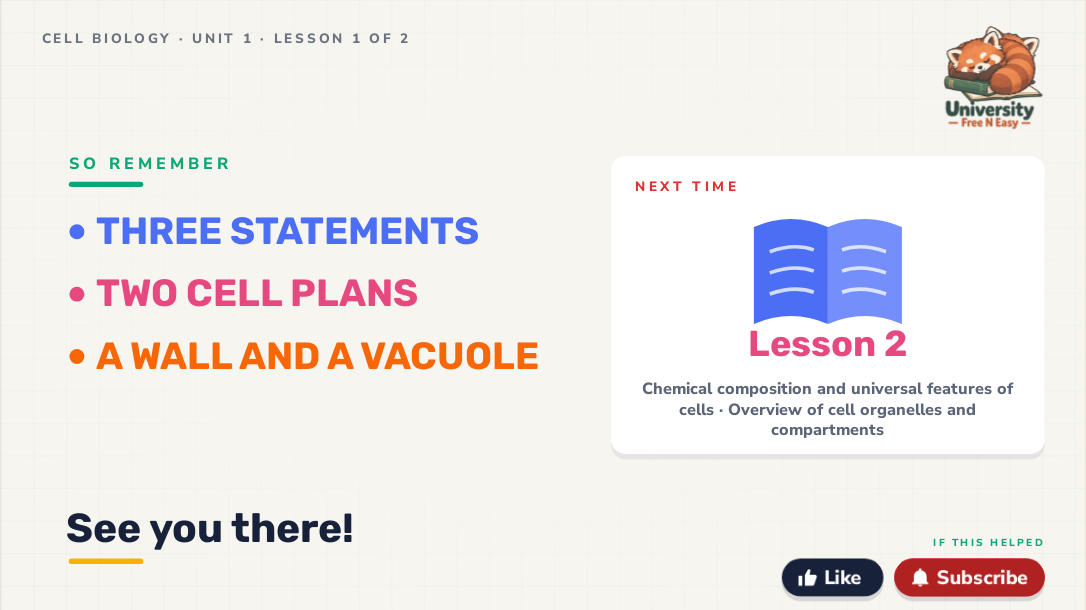 CELL BIOLOGY · UNIT 1 · LESSON 1 OF 2
University
Free N Easy
SO REMEMBER
• THREE STATEMENTS
• TWO CELL PLANS
• A WALL AND A VACUOLE
NEXT TIME
Lesson 2
Chemical composition and universal features of
cells · Overview of cell organelles and
compartments
See you there!
IF THIS HELPED
Like
Subscribe